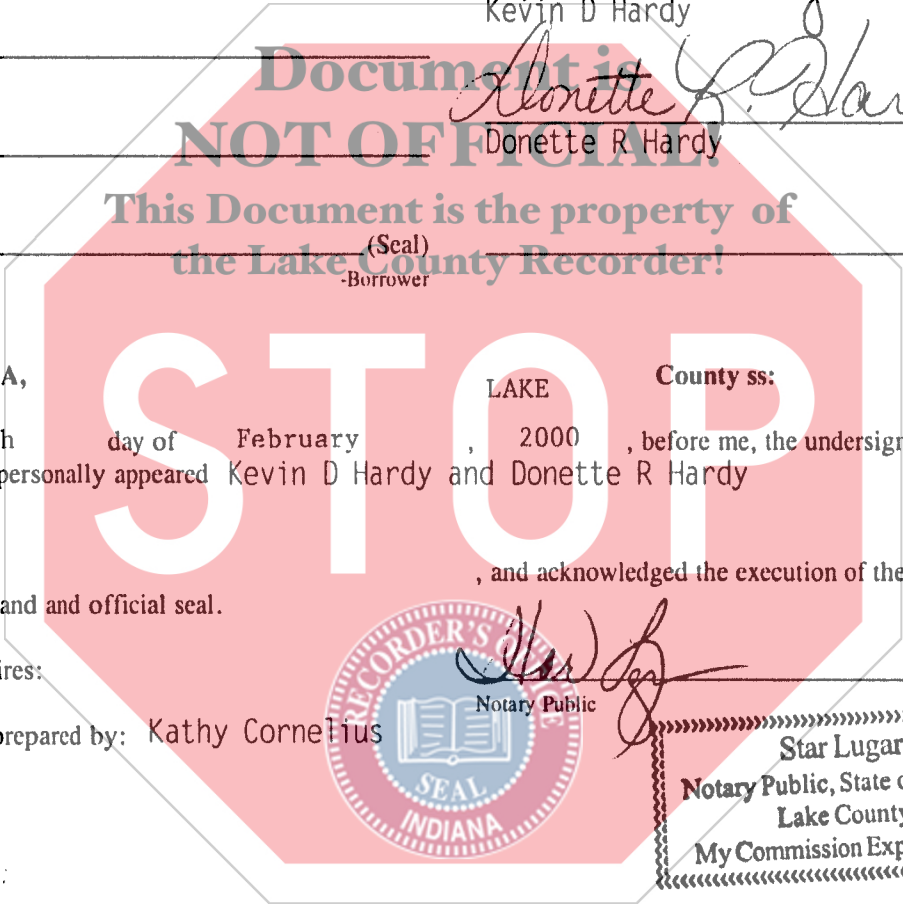 Kevin D Hardy
Document is
Donette R. Har
NOT OFFICIAL!
Donette R Hardy
This Document is the property of
(Seal)
the Lake County Recorder!
-Borrower
STOP
A, LAKE County ss:
h day of February , 2000 , before me, the undersign
personally appeared Kevin D Hardy and Donette R Hardy
, and acknowledged the execution of the
and and official seal.
ires:
Notary Public
prepared by: Kathy Cornelius
RECORDER'S OFFICE
SEAL
INDIANA
Star Lugar
Notary Public, State o
Lake County
My Commission Exp